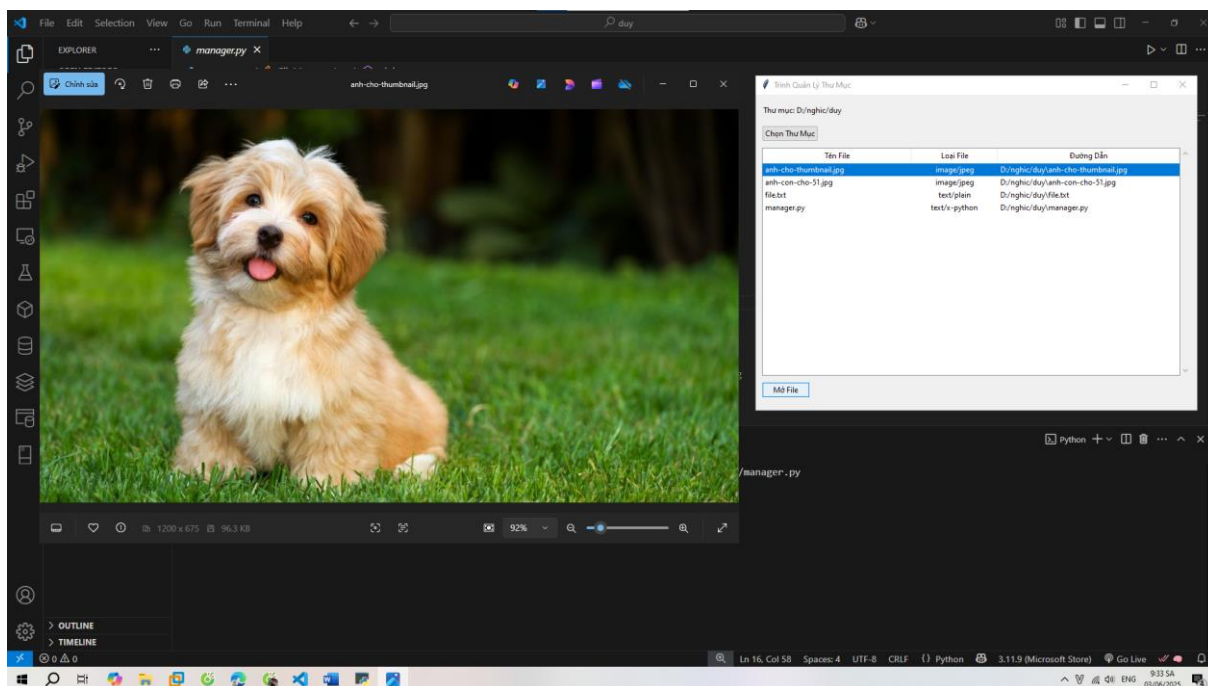 File Edit Selection View Go Run Terminal Help
duy
EXPLORER
manager.py
Chỉnh sửa
anh-cho-thumbnail.jpg
1200 x 675 96.3 KB
92%
Trình Quản Lý Thư Mục
Thư mục: D:/nghic/duy
Chọn Thư Mục
Tên File Loại File Đường Dẫn
anh-cho-thumbnail.jpg image/jpeg D:/nghic/duy\anh-cho-thumbnail.jpg
anh-con-cho-51.jpg image/jpeg D:/nghic/duy\anh-con-cho-51.jpg
file.txt text/plain D:/nghic/duy\file.txt
manager.py text/x-python D:/nghic/duy\manager.py
Mở File
Python
/manager.py
OUTLINE
TIMELINE
0 0
Ln 16, Col 58 Spaces: 4 UTF-8 CRLF {} Python 3.11.9 (Microsoft Store) Go Live
ENG
9:33 SA
03/06/2025